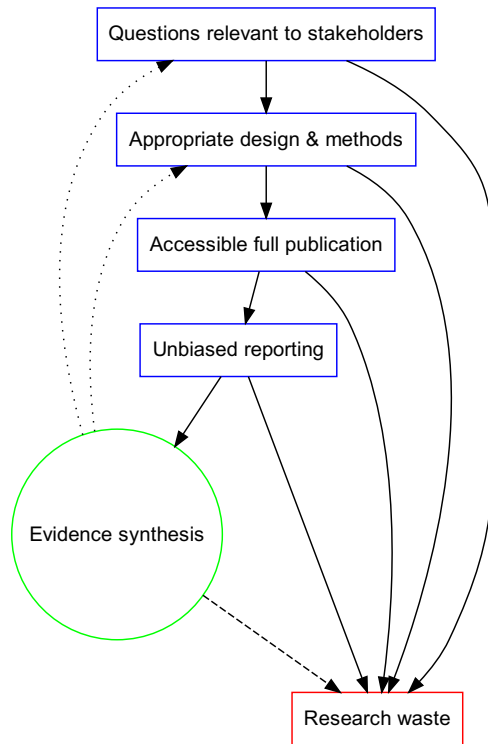 Questions relevant to stakeholders
Appropriate design & methods
Accessible full publication
Unbiased reporting
Evidence synthesis
Research waste